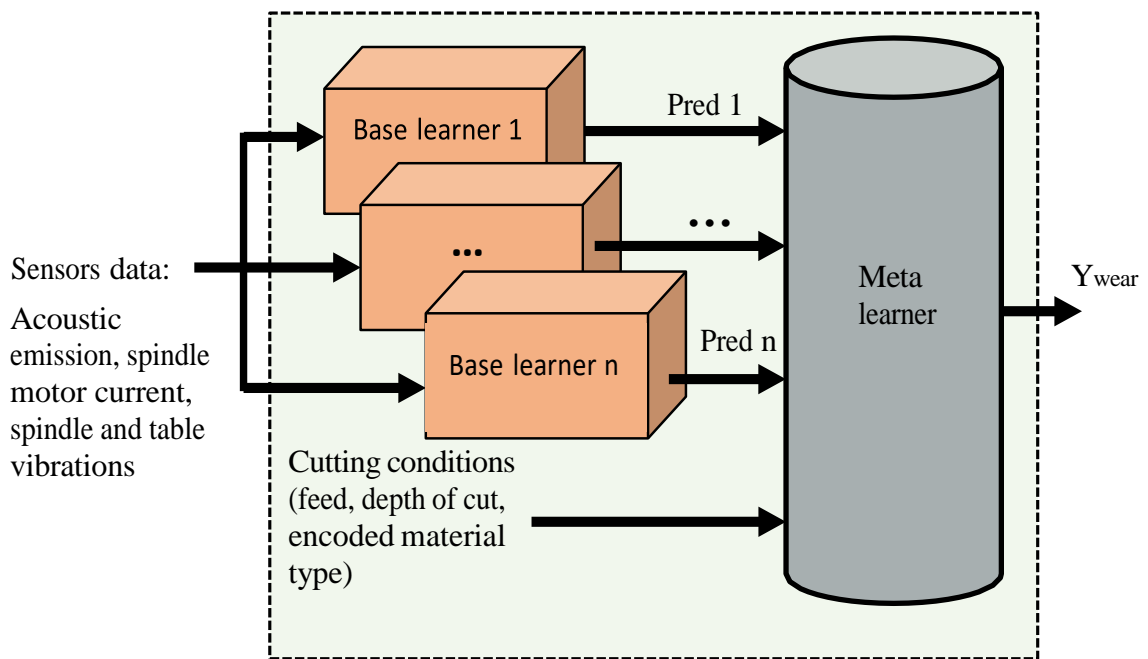 Sensors data:
Acoustic
emission, spindle
motor current,
spindle and table
vibrations
Base learner 1
...
Base learner n
Pred 1
...
Pred n
Cutting conditions
(feed, depth of cut,
encoded material
type)
Meta
learner
Ywear